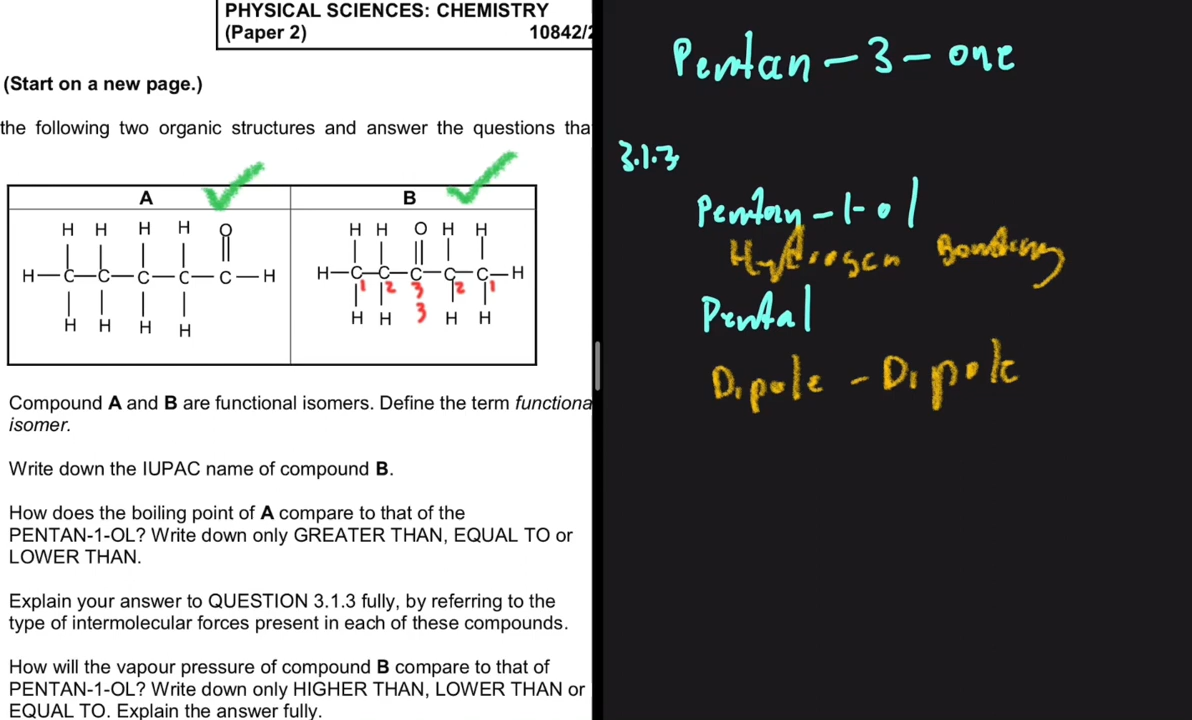 PHYSICAL SCIENCES: CHEMISTRY
(Paper 2) 10842/2
(Start on a new page.)
the following two organic structures and answer the questions tha
A B
H H H H O
H C C C C C H
H H H H
H H O H H
H C C C C C H
1 2 3 2 1
H H 3 H H
Compound A and B are functional isomers. Define the term functiona
isomer.
Write down the IUPAC name of compound B.
How does the boiling point of A compare to that of the
PENTAN-1-OL? Write down only GREATER THAN, EQUAL TO or
LOWER THAN.
Explain your answer to QUESTION 3.1.3 fully, by referring to the
type of intermolecular forces present in each of these compounds.
How will the vapour pressure of compound B compare to that of
PENTAN-1-OL? Write down only HIGHER THAN, LOWER THAN or
EQUAL TO. Explain the answer fully.
Pentan-3-one
3.1.3
Pentan-1-ol
Hydrogen Bonding
Pental
Dipole - Dipole